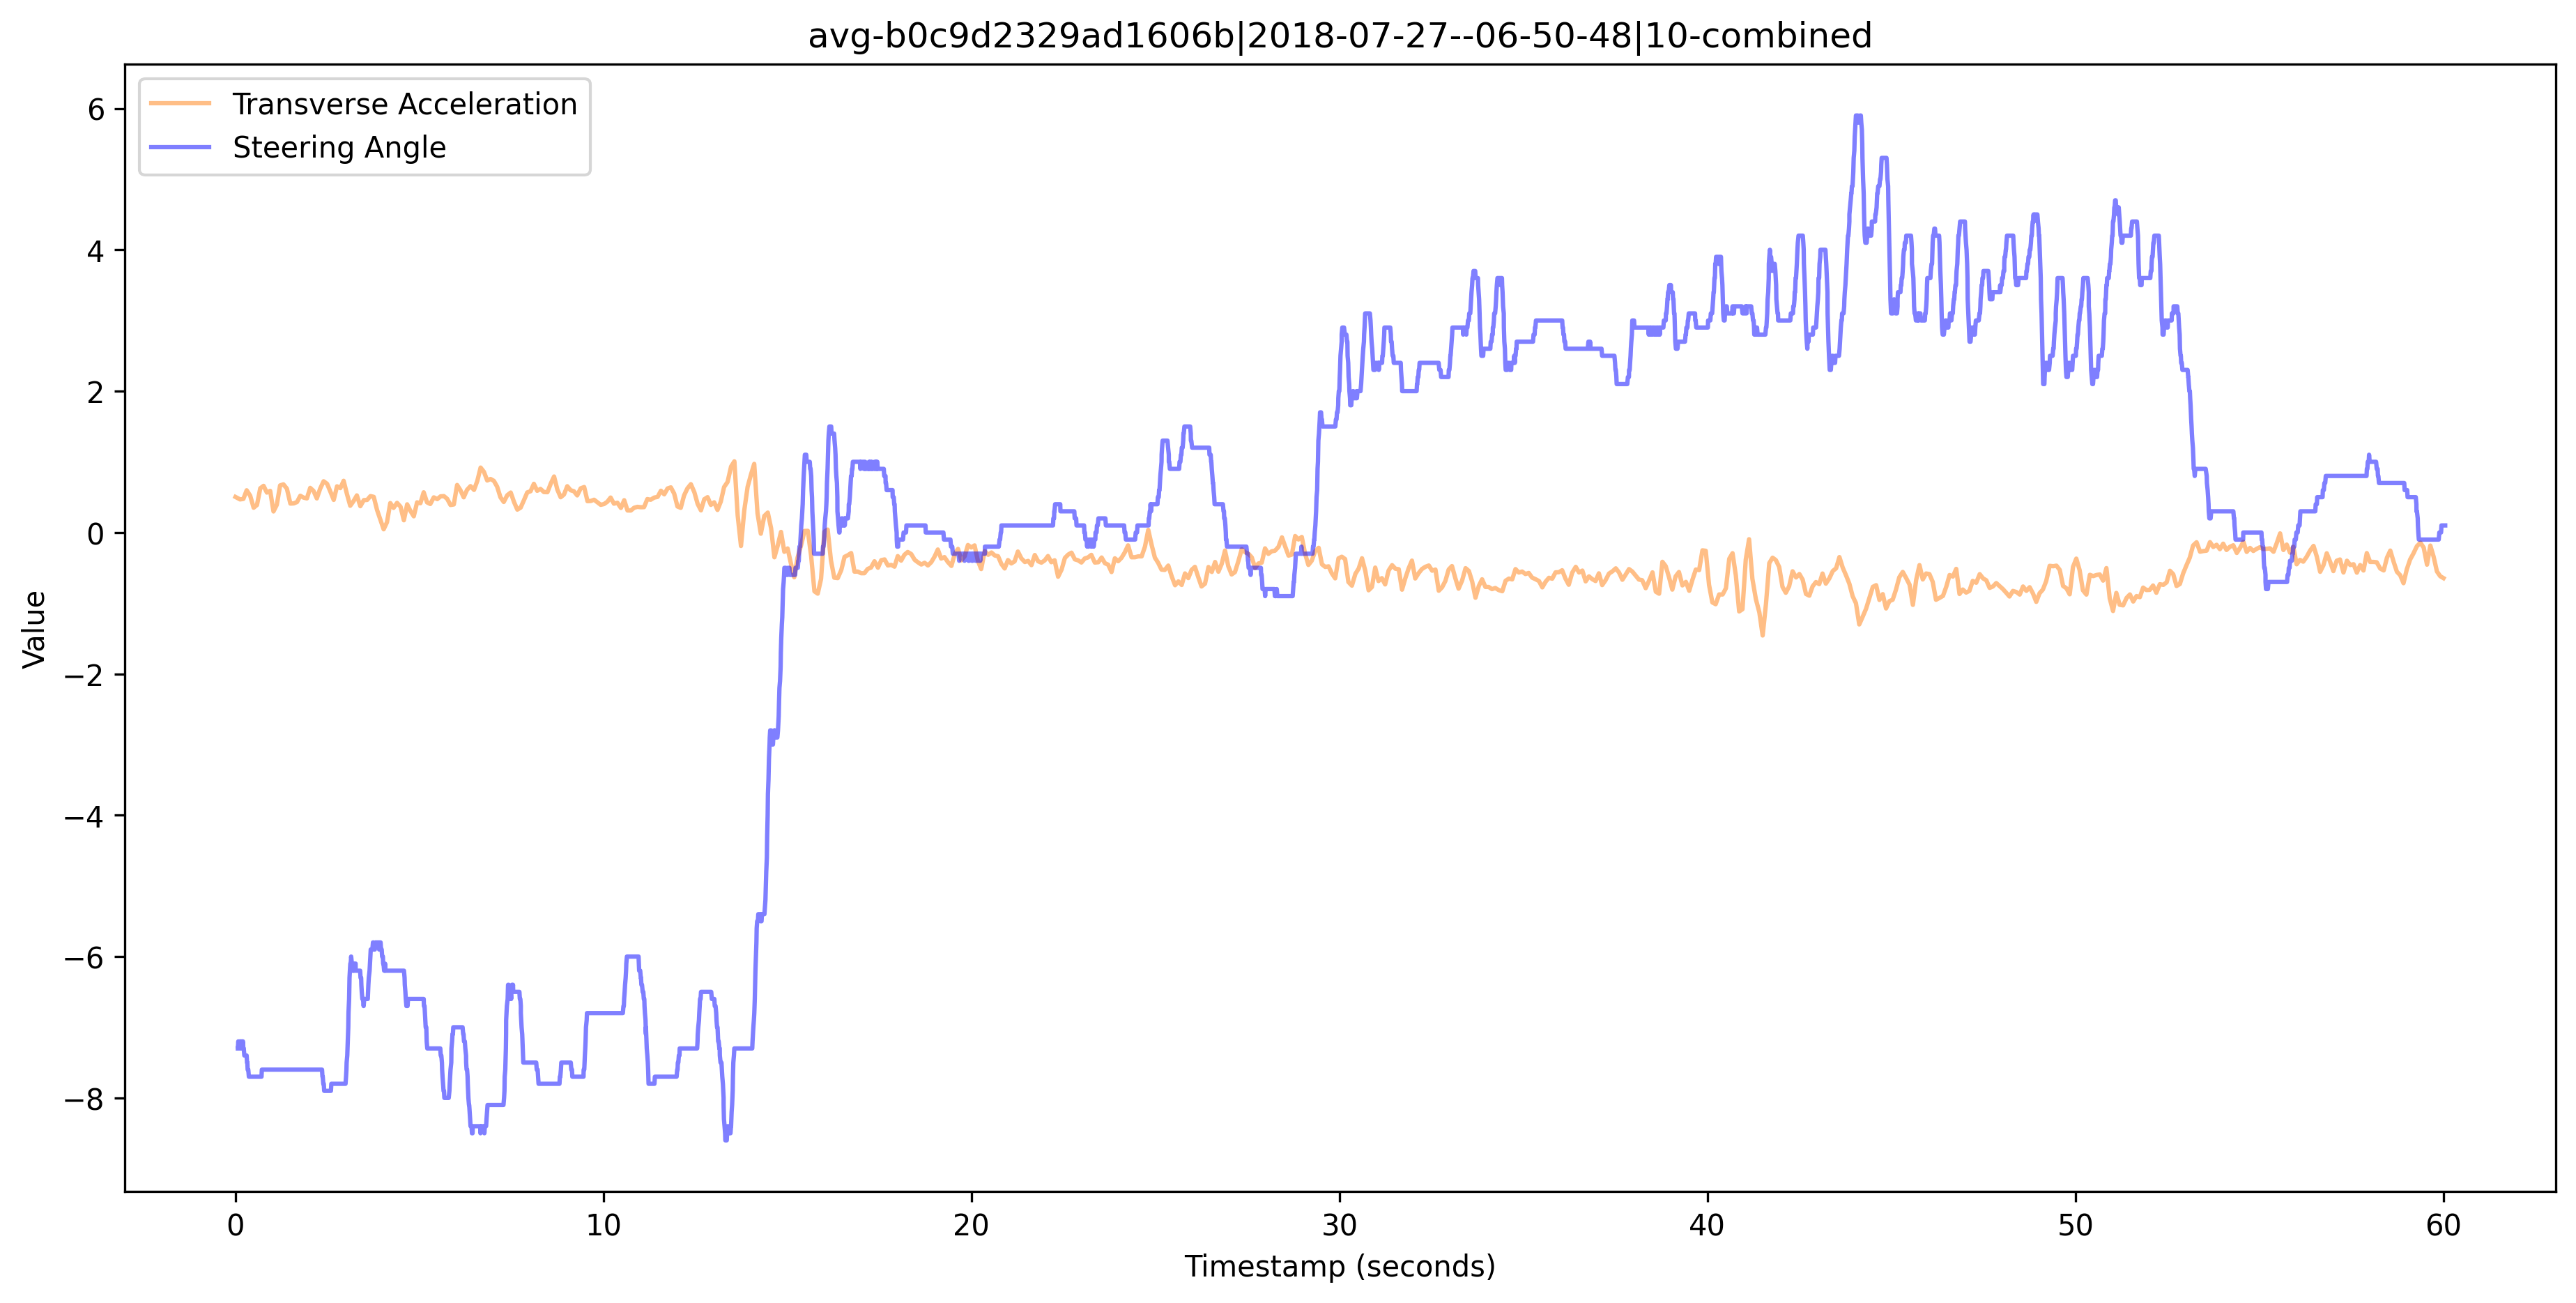 avg-b0c9d2329ad1606b|2018-07-27--06-50-48|10-combined
Transverse Acceleration
Steering Angle
6
4
2
0
−2
−4
−6
−8
Value
0 10 20 30 40 50 60
Timestamp (seconds)